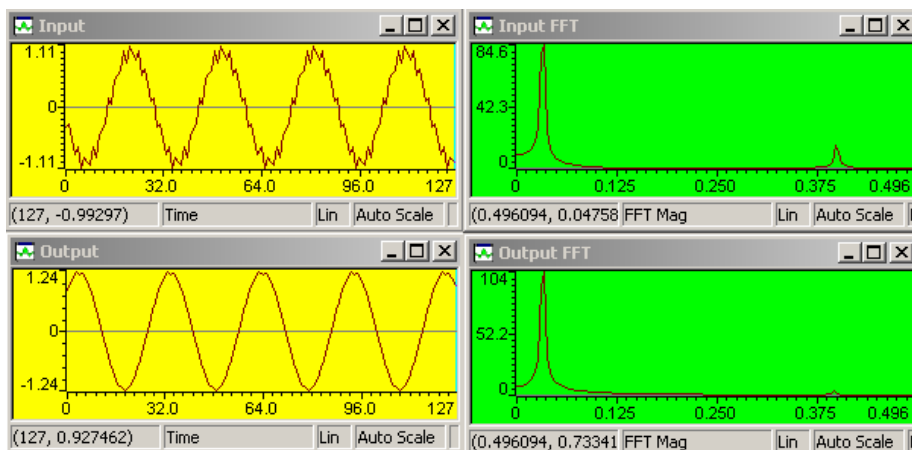 Input
1.11
0
-1.11
0 32.0 64.0 96.0 127
(127, -0.99297) Time Lin Auto Scale
Input FFT
84.6
42.3
0
0 0.125 0.250 0.375 0.496
(0.496094, 0.04758 FFT Mag Lin Auto Scale
Output
1.24
0
-1.24
0 32.0 64.0 96.0 127
(127, 0.927462) Time Lin Auto Scale
Output FFT
104
52.2
0
0 0.125 0.250 0.375 0.496
(0.496094, 0.73341 FFT Mag Lin Auto Scale